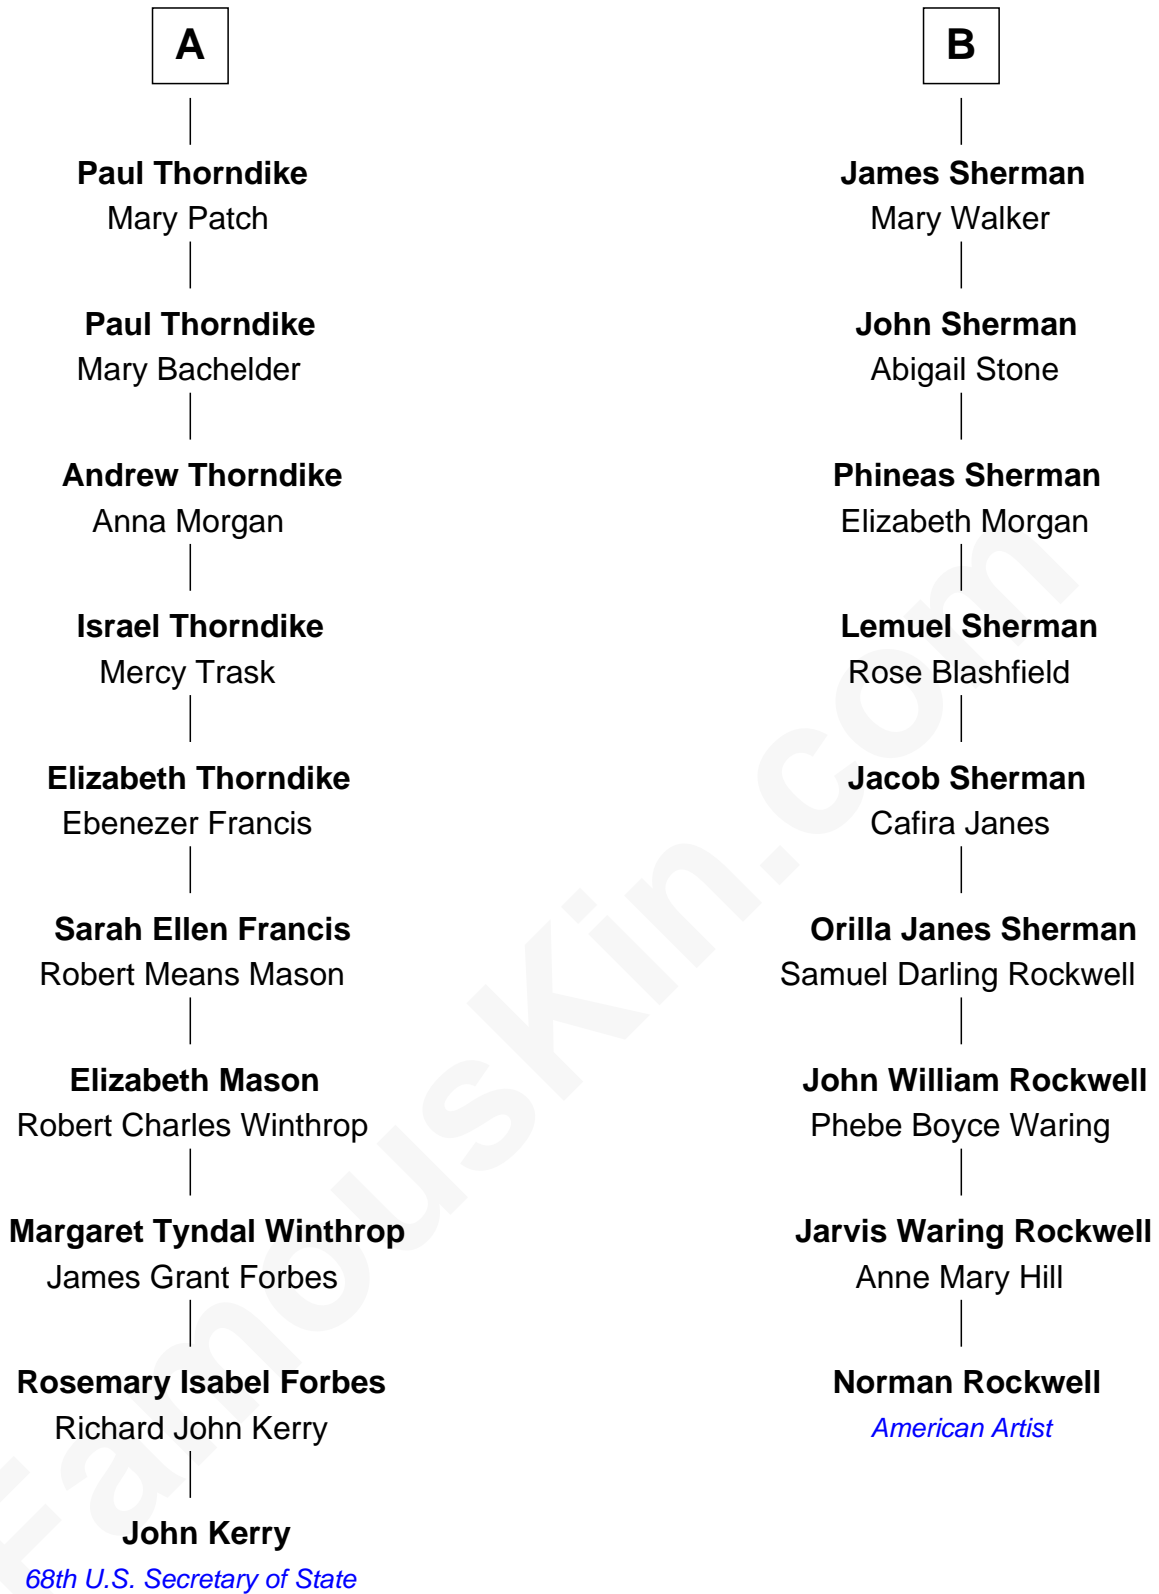 A
Paul Thorndike
Mary Patch
Paul Thorndike
Mary Bachelder
Andrew Thorndike
Anna Morgan
Israel Thorndike
Mercy Trask
Elizabeth Thorndike
Ebenezer Francis
Sarah Ellen Francis
Robert Means Mason
Elizabeth Mason
Robert Charles Winthrop
Margaret Tyndal Winthrop
James Grant Forbes
Rosemary Isabel Forbes
Richard John Kerry
John Kerry
68th U.S. Secretary of State
B
James Sherman
Mary Walker
John Sherman
Abigail Stone
Phineas Sherman
Elizabeth Morgan
Lemuel Sherman
Rose Blashfield
Jacob Sherman
Cafira Janes
Orilla Janes Sherman
Samuel Darling Rockwell
John William Rockwell
Phebe Boyce Waring
Jarvis Waring Rockwell
Anne Mary Hill
Norman Rockwell
American Artist
FamousKin.com